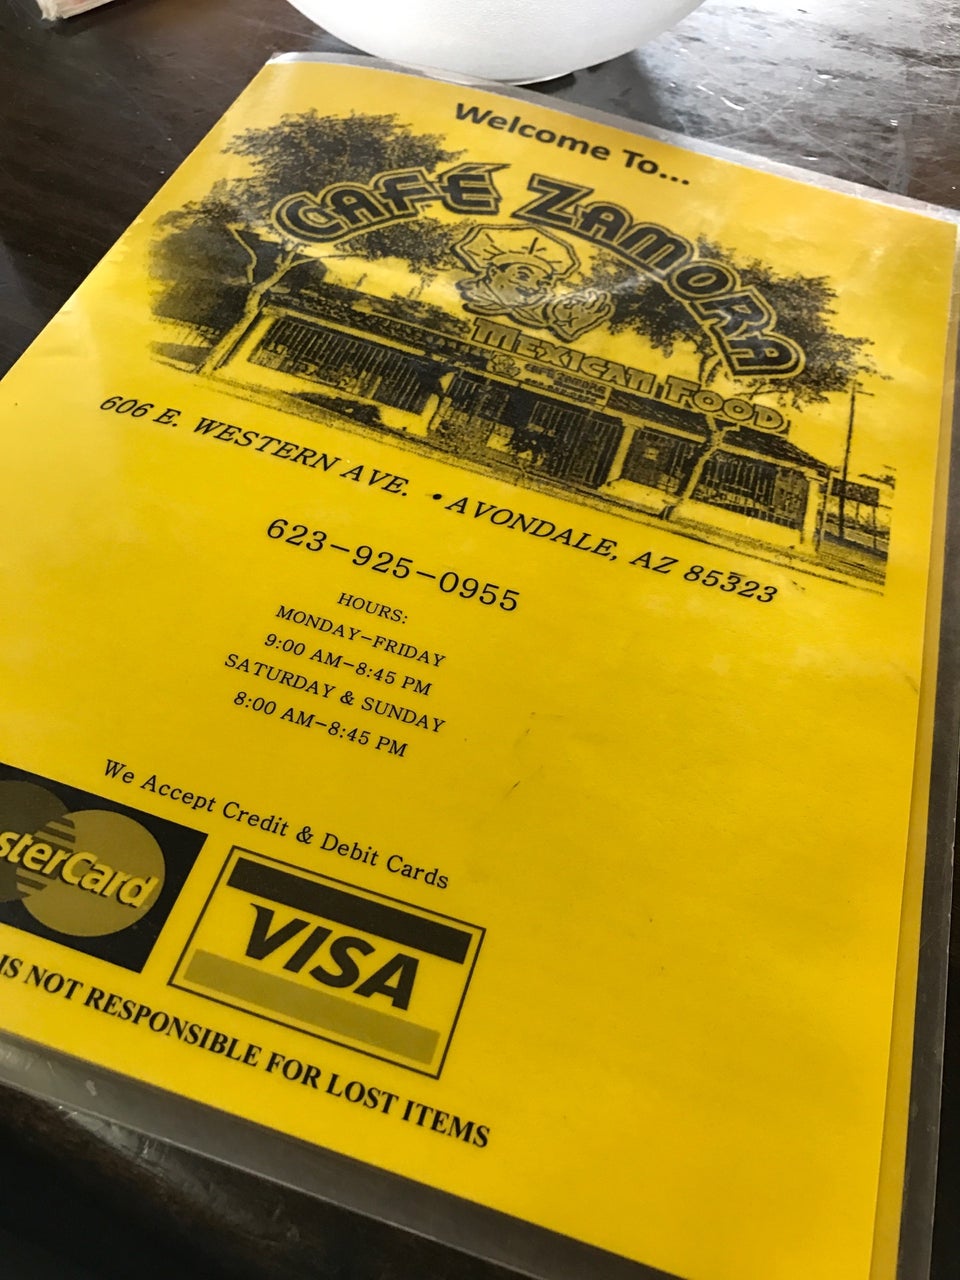 Welcome To...
CAFÉ ZAMORA
MEXICAN FOOD
606 E. WESTERN AVE. • AVONDALE, AZ 85323
623-925-0955
HOURS:
MONDAY-FRIDAY
9:00 AM-8:45 PM
SATURDAY & SUNDAY
8:00 AM-8:45 PM
We Accept Credit & Debit Cards
sterCard
VISA
IS NOT RESPONSIBLE FOR LOST ITEMS